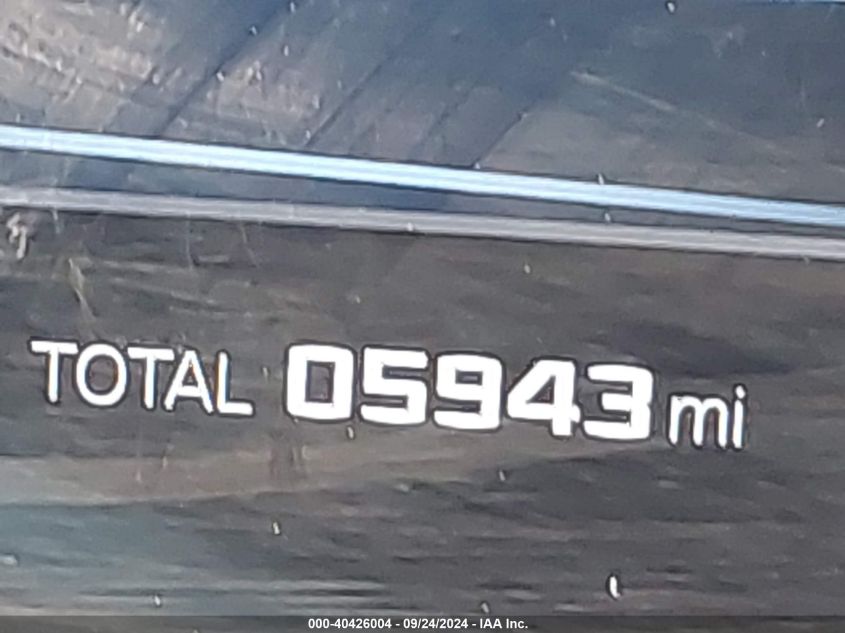 TOTAL 05943 mi
000-40426004 - 09/24/2024 - IAA Inc.